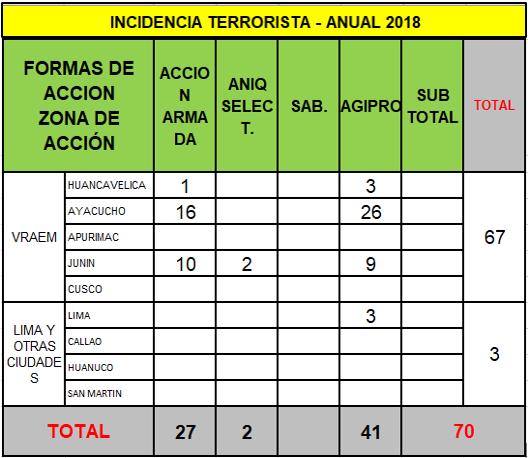 INCIDENCIA TERRORISTA - ANUAL 2018
FORMAS DE
ACCION
ZONA DE
ACCIÓN
ACCIO
N
ARMA
DA
ANIQ
SELEC
T.
SAB.
AGIPRO
SUB
TOTAL
TOTAL
VRAEM
HUANCAVELICA 1 3
AYACUCHO 16 26
APURIMAC
JUNIN 10 2 9
CUSCO
67
LIMA Y
OTRAS
CIUDADE
S
LIMA 3
CALLAO
HUANUCO
SAN MARTIN
3
TOTAL 27 2 41 70